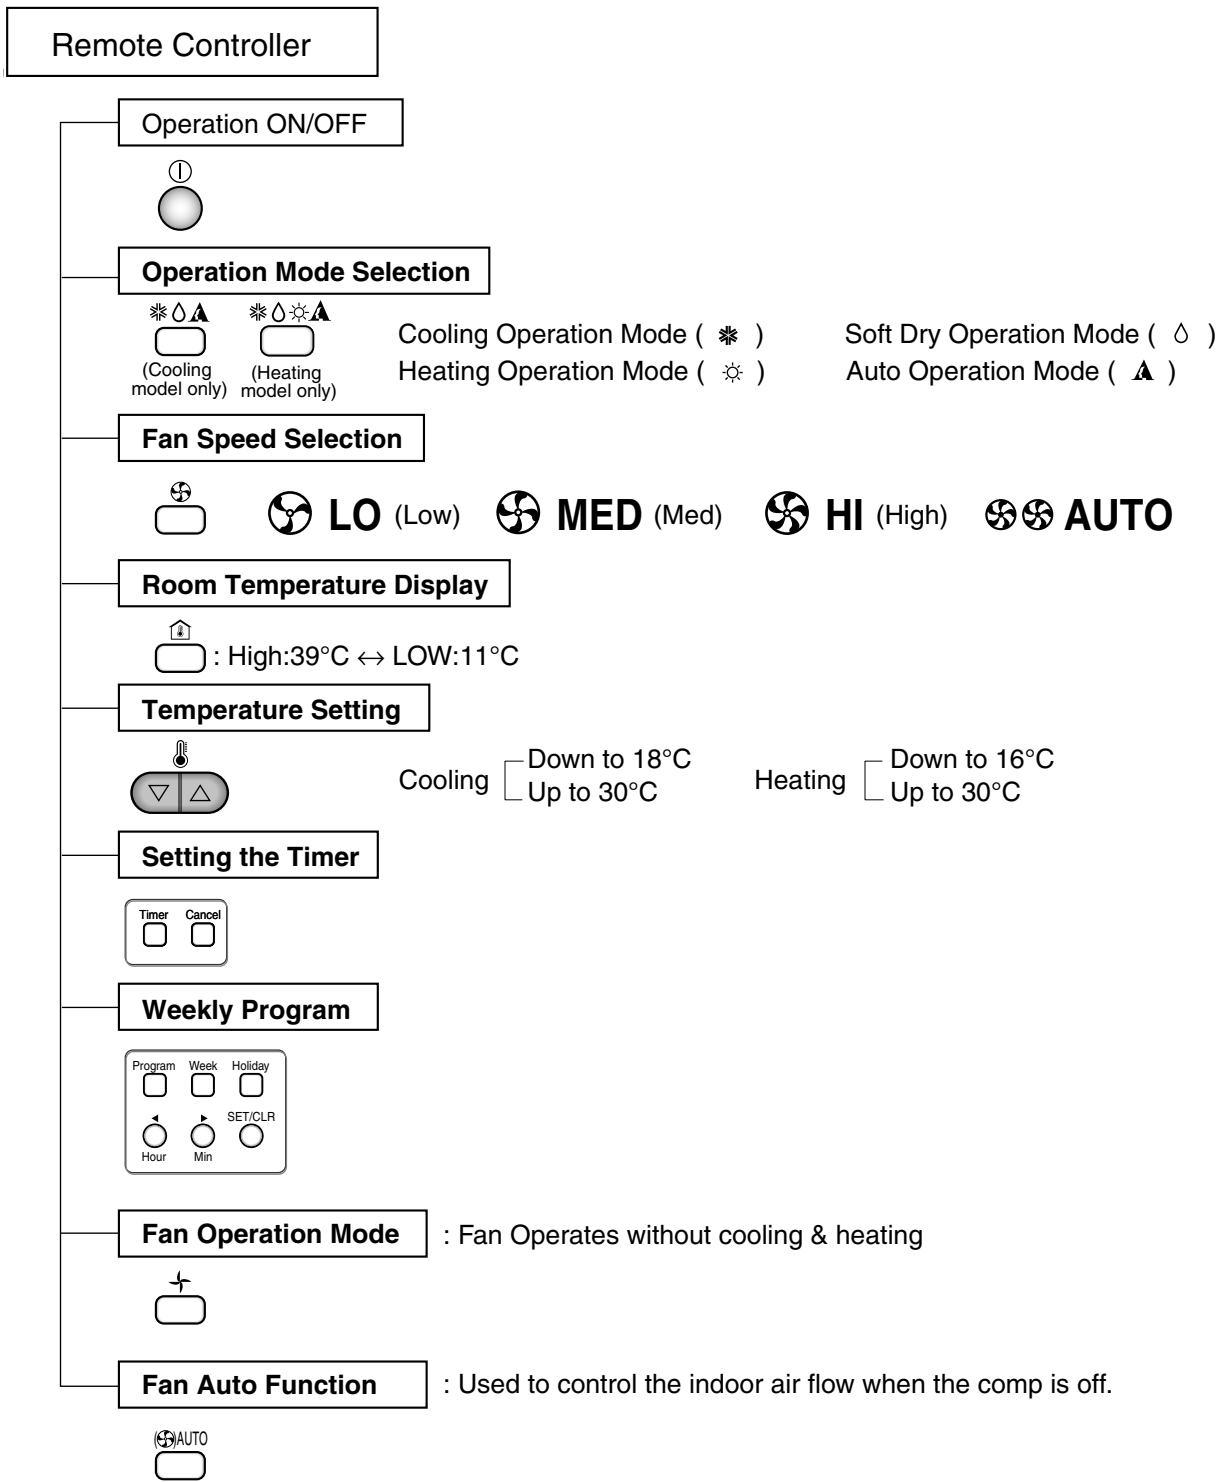 Remote Controller
Operation ON/OFF
Operation Mode Selection
(Cooling model only)
(Heating model only)
Cooling Operation Mode ( )
Soft Dry Operation Mode ( )
Heating Operation Mode ( )
Auto Operation Mode ( )
Fan Speed Selection
LO (Low)
MED (Med)
HI (High)
AUTO
Room Temperature Display
: High:39°C ↔ LOW:11°C
Temperature Setting
Cooling
Down to 18°C
Up to 30°C
Heating
Down to 16°C
Up to 30°C
Setting the Timer
Timer Cancel
Weekly Program
Program Week Holiday
SET/CLR
Hour Min
Fan Operation Mode : Fan Operates without cooling & heating
Fan Auto Function : Used to control the indoor air flow when the comp is off.
( )AUTO